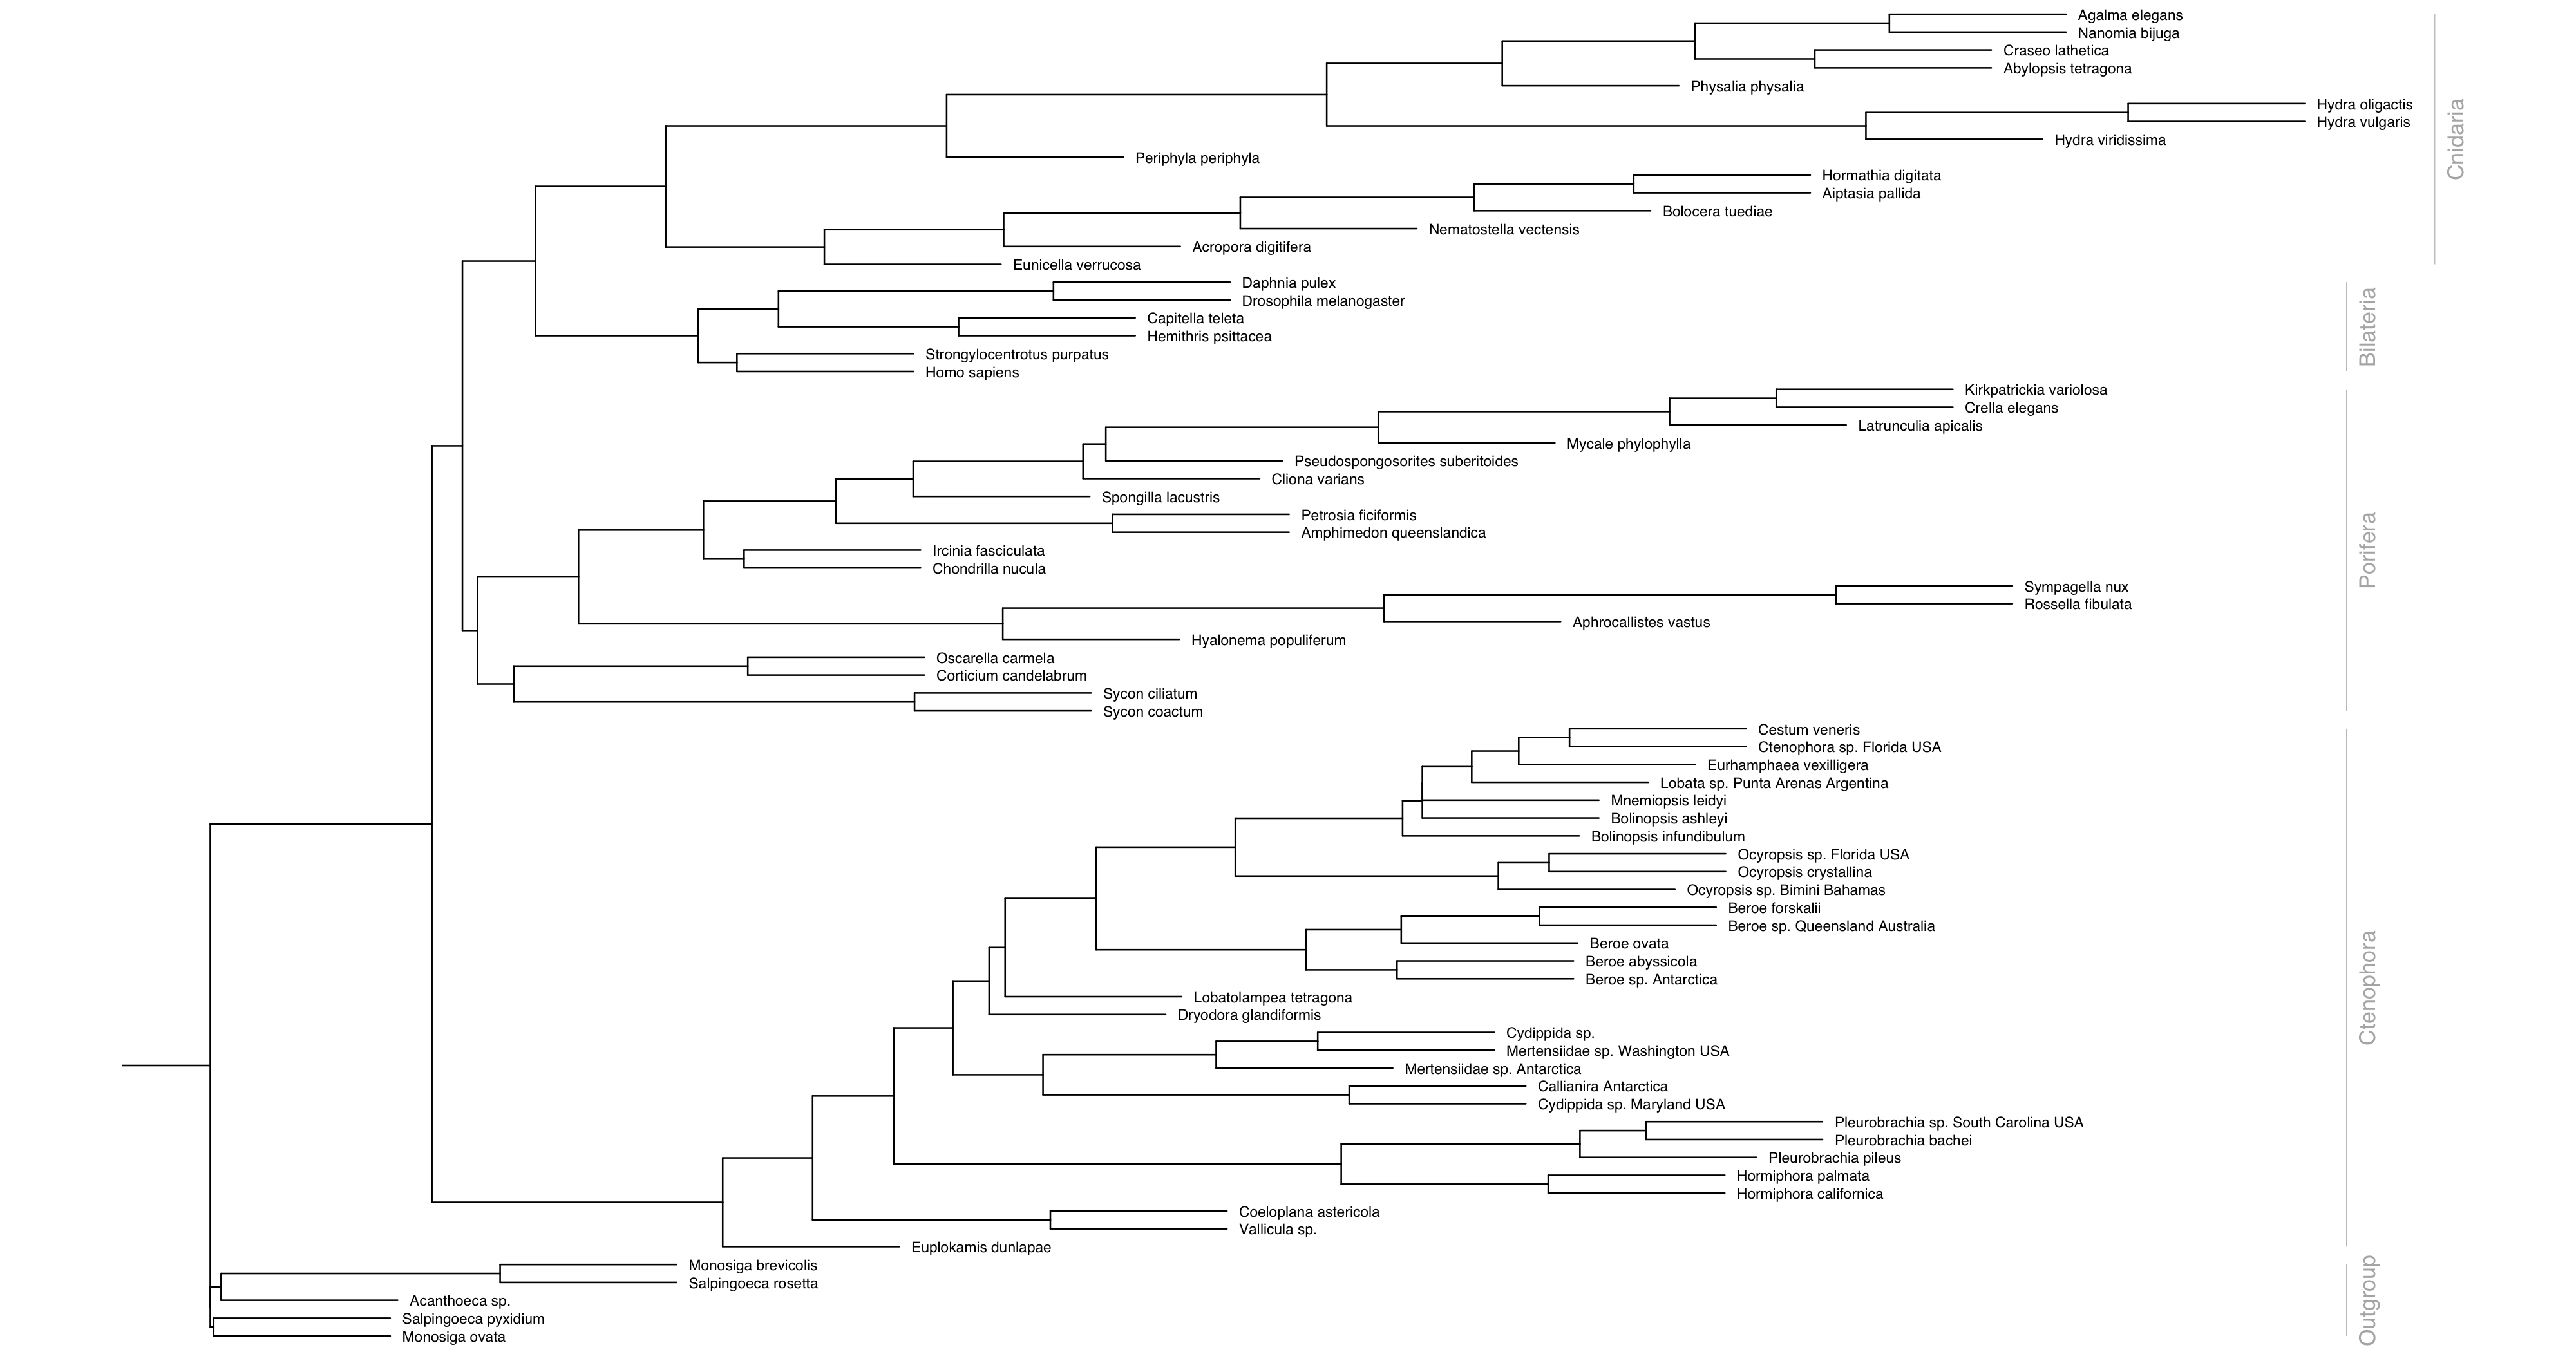 Agalma elegans
Nanomia bijuga
Craseo lathetica
Abylopsis tetragona
Physalia physalia
Hydra oligactis
Hydra vulgaris
Hydra viridissima
Periphyla periphyla
Hormathia digitata
Aiptasia pallida
Bolocera tuediae
Nematostella vectensis
Acropora digitifera
Eunicella verrucosa
Cnidaria
Daphnia pulex
Drosophila melanogaster
Capitella teleta
Hemithris psittacea
Strongylocentrotus purpatus
Homo sapiens
Bilateria
Kirkpatrickia variolosa
Crella elegans
Latrunculia apicalis
Mycale phylophylla
Pseudospongosorites suberitoides
Cliona varians
Spongilla lacustris
Petrosia ficiformis
Amphimedon queenslandica
Ircinia fasciculata
Chondrilla nucula
Sympagella nux
Rossella fibulata
Aphrocallistes vastus
Hyalonema populiferum
Oscarella carmela
Corticium candelabrum
Sycon ciliatum
Sycon coactum
Porifera
Cestum veneris
Ctenophora sp. Florida USA
Eurhamphaea vexilligera
Lobata sp. Punta Arenas Argentina
Mnemiopsis leidyi
Bolinopsis ashleyi
Bolinopsis infundibulum
Ocyropsis sp. Florida USA
Ocyropsis crystallina
Ocyropsis sp. Bimini Bahamas
Beroe forskalii
Beroe sp. Queensland Australia
Beroe ovata
Beroe abyssicola
Beroe sp. Antarctica
Lobatolampea tetragona
Dryodora glandiformis
Cydippida sp.
Mertensiidae sp. Washington USA
Mertensiidae sp. Antarctica
Callianira Antarctica
Cydippida sp. Maryland USA
Pleurobrachia sp. South Carolina USA
Pleurobrachia bachei
Pleurobrachia pileus
Hormiphora palmata
Hormiphora californica
Coeloplana astericola
Vallicula sp.
Euplokamis dunlapae
Ctenophora
Monosiga brevicolis
Salpingoeca rosetta
Acanthoeca sp.
Salpingoeca pyxidium
Monosiga ovata
Outgroup